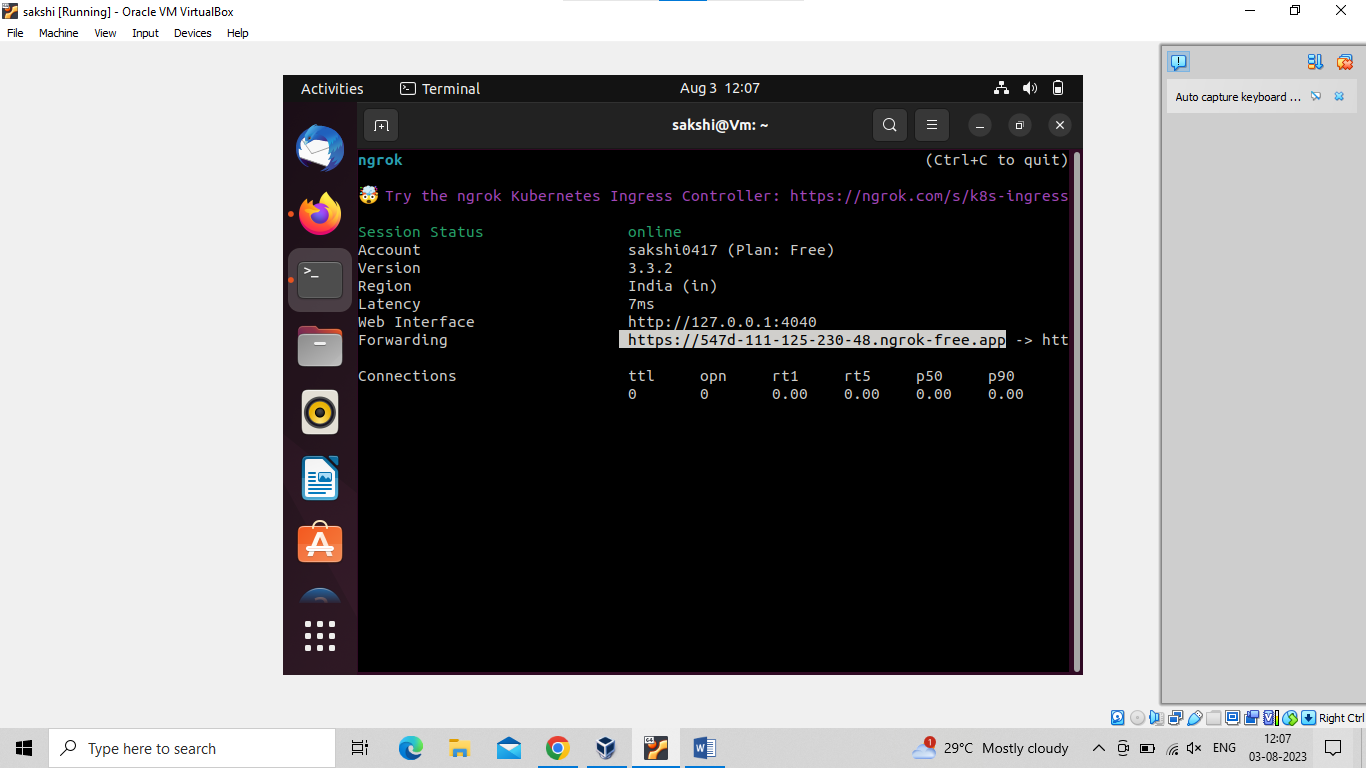 sakshi [Running] - Oracle VM VirtualBox
File Machine View Input Devices Help
Auto capture keyboard ...
Activities Terminal Aug 3 12:07
sakshi@Vm: ~
ngrok (Ctrl+C to quit)
Try the ngrok Kubernetes Ingress Controller: https://ngrok.com/s/k8s-ingress
Session Status online
Account sakshi0417 (Plan: Free)
Version 3.3.2
Region India (in)
Latency 7ms
Web Interface http://127.0.0.1:4040
Forwarding https://547d-111-125-230-48.ngrok-free.app -> htt
Connections ttl opn rt1 rt5 p50 p90
0 0 0.00 0.00 0.00 0.00
Right Ctrl
Type here to search
1
64
29°C Mostly cloudy
ENG
12:07
03-08-2023